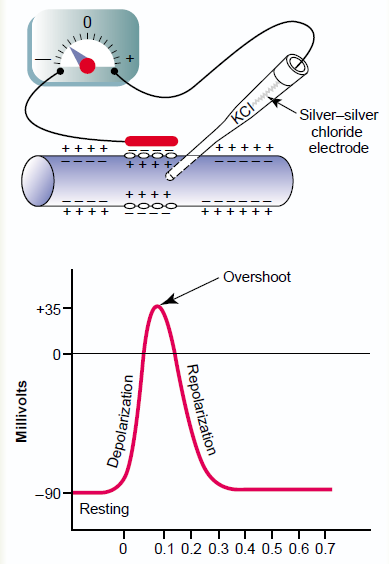 0
— +
KCl
Silver–silver
chloride
electrode
+ + + + – – – – + + + + +
– – – – + + + + – – – – –
– – – – + + + + – – – – – –
+ + + + – – – – + + + + + +
Overshoot
+35
0
Millivolts
Depolarization
Repolarization
–90
Resting
0 0.1 0.2 0.3 0.4 0.5 0.6 0.7